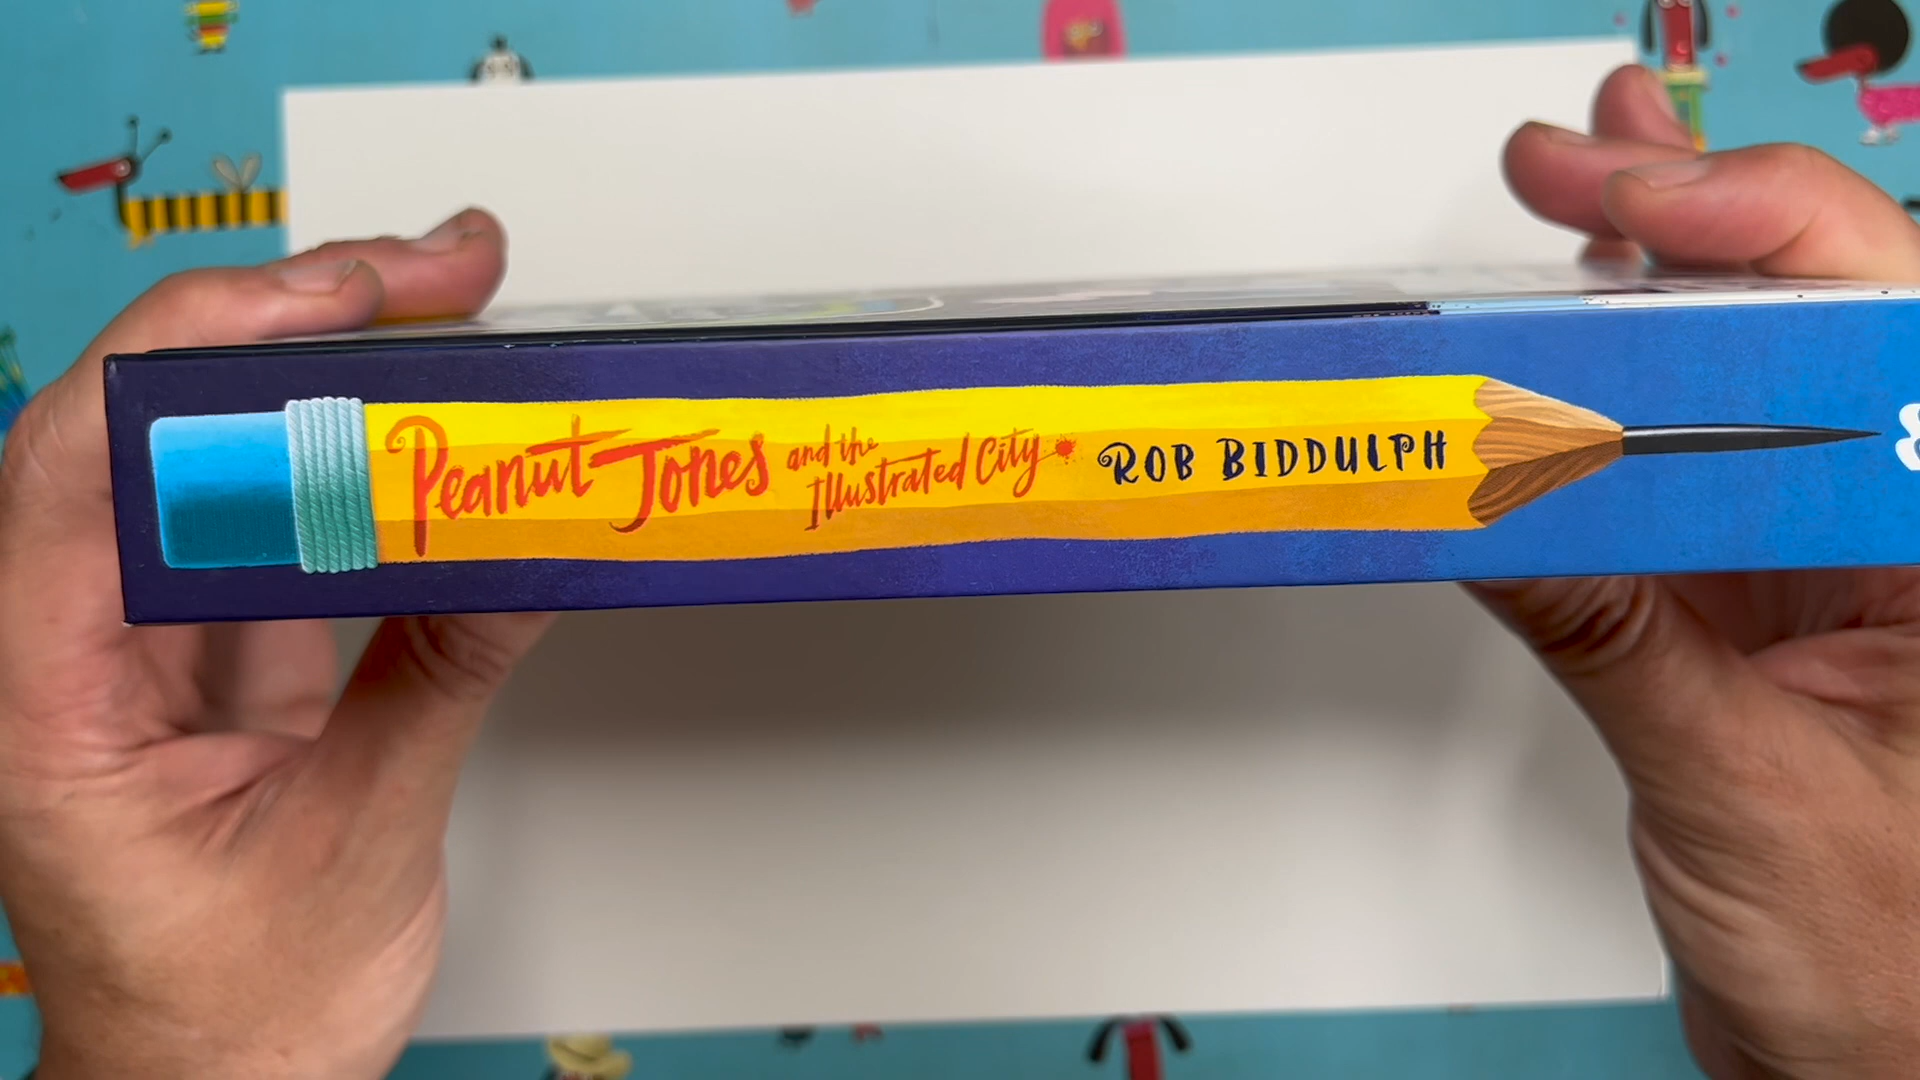 Peanut Jones and the
Illustrated City
ROB BIDDULPH